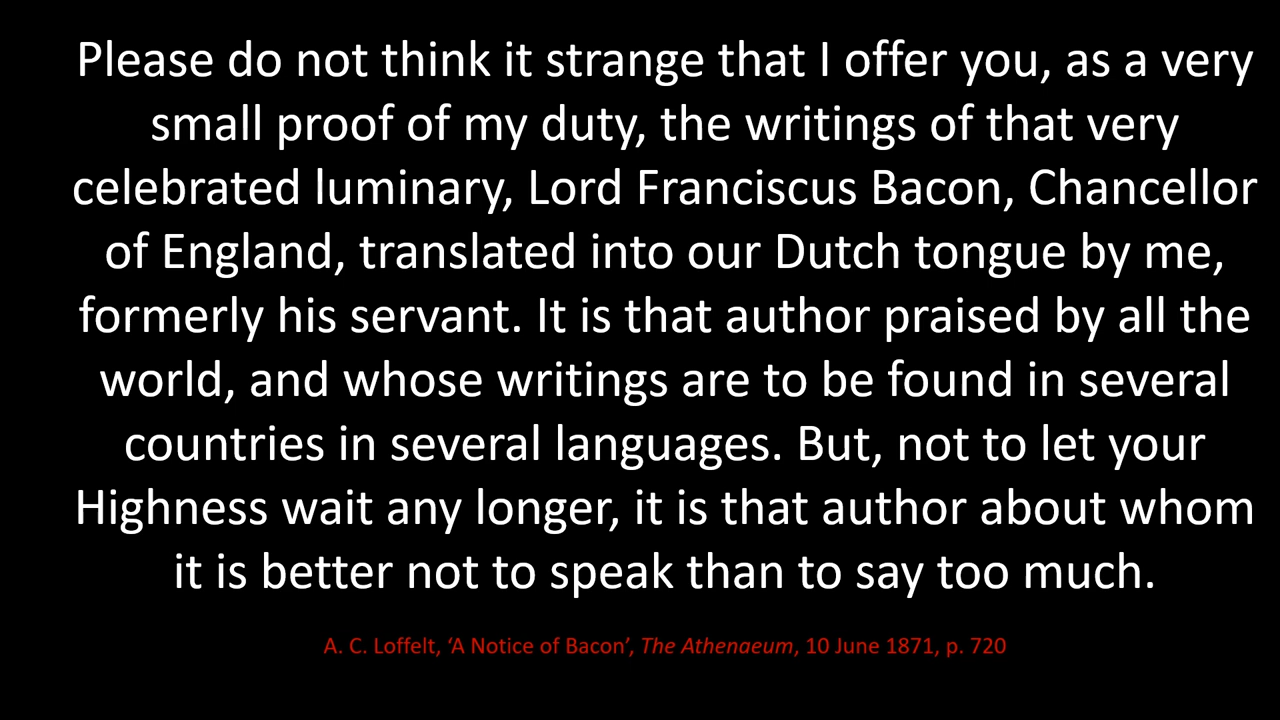 Please do not think it strange that I offer you, as a very
small proof of my duty, the writings of that very
celebrated luminary, Lord Franciscus Bacon, Chancellor
of England, translated into our Dutch tongue by me,
formerly his servant. It is that author praised by all the
world, and whose writings are to be found in several
countries in several languages. But, not to let your
Highness wait any longer, it is that author about whom
it is better not to speak than to say too much.
A. C. Loffelt, ‘A Notice of Bacon’, The Athenaeum, 10 June 1871, p. 720